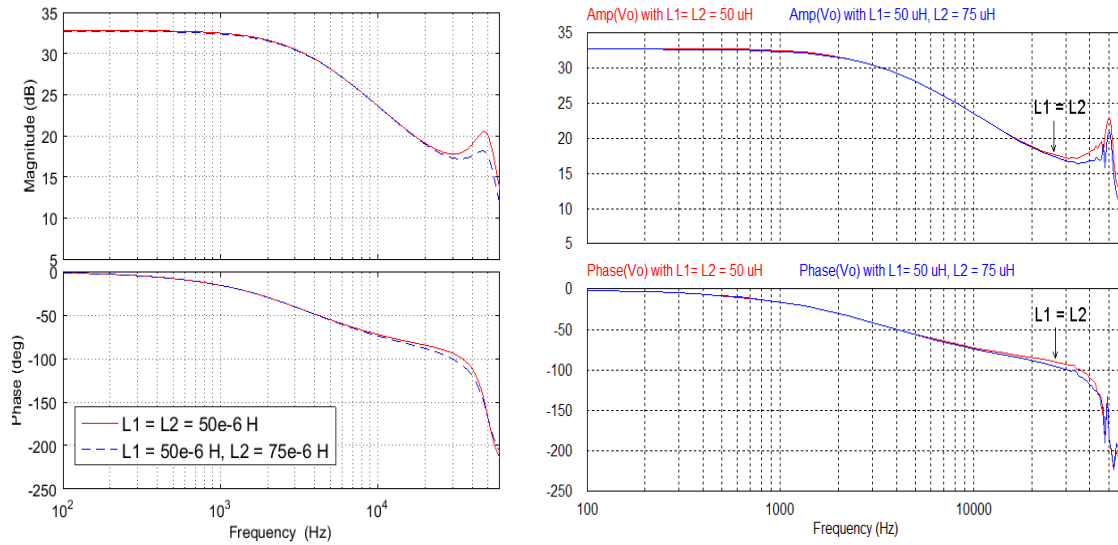 35
30
25
20
15
10
5
Magnitude (dB)
0
-50
-100
-150
-200
-250
Phase (deg)
L1 = L2 = 50e-6 H
L1 = 50e-6 H, L2 = 75e-6 H
10^2
10^3
10^4
Frequency (Hz)
Amp(Vo) with L1= L2 = 50 uH
Amp(Vo) with L1= 50 uH, L2 = 75 uH
35
30
25
20
15
10
5
L1 = L2
Phase(Vo) with L1= L2 = 50 uH
Phase(Vo) with L1= 50 uH, L2 = 75 uH
0
-50
-100
-150
-200
-250
L1 = L2
100
1000
10000
Frequency (Hz)